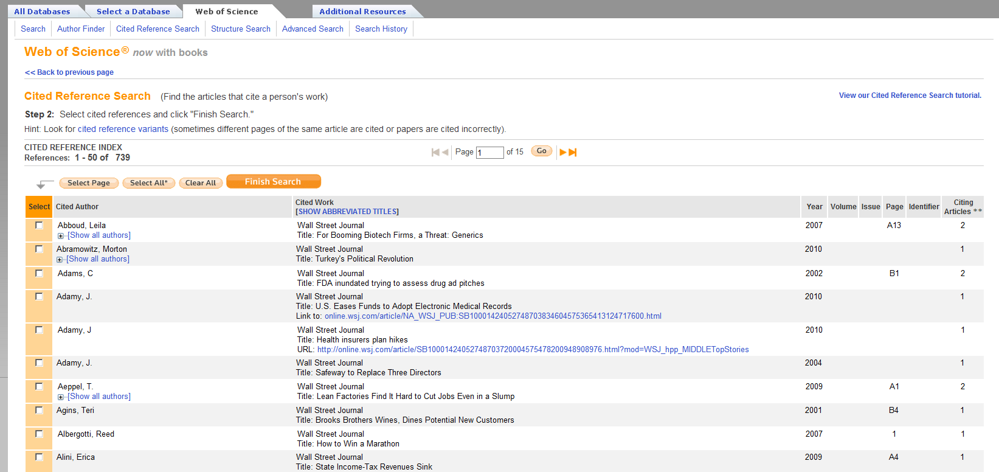 All Databases Select a Database Web of Science Additional Resources
Search Author Finder Cited Reference Search Structure Search Advanced Search Search History
Web of Science® now with books
<< Back to previous page
Cited Reference Search (Find the articles that cite a person's work) View our Cited Reference Search tutorial.
Step 2: Select cited references and click "Finish Search."
Hint: Look for cited reference variants (sometimes different pages of the same article are cited or papers are cited incorrectly).
CITED REFERENCE INDEX
References: 1 - 50 of 739
Page 1 of 15 Go
Select Page Select All* Clear All Finish Search
Select Cited Author Cited Work [SHOW ABBREVIATED TITLES] Year Volume Issue Page Identifier Citing Articles **
Abboud, Leila Wall Street Journal 2007 A13 2
[Show all authors] Title: For Booming Biotech Firms, a Threat: Generics
Abramowitz, Morton Wall Street Journal 2010 1
[Show all authors] Title: Turkey's Political Revolution
Adams, C Wall Street Journal 2002 B1 2
Title: FDA inundated trying to assess drug ad pitches
Adamy, J. Wall Street Journal 2010 1
Title: U.S. Eases Funds to Adopt Electronic Medical Records
Link to: online.wsj.com/article/NA_WSJ_PUB:SB10001424052748703834604575365413124717600.html
Adamy, J Wall Street Journal 2010 1
Title: Health insurers plan hikes
URL: http://online.wsj.com/article/SB10001424052748703720004575478200948908976.html?mod=WSJ_hpp_MIDDLETopStories
Adamy, J. Wall Street Journal 2004 1
Title: Safeway to Replace Three Directors
Aeppel, T. Wall Street Journal 2009 A1 2
[Show all authors] Title: Lean Factories Find It Hard to Cut Jobs Even in a Slump
Agins, Teri Wall Street Journal 2001 B4 1
Title: Brooks Brothers Wines, Dines Potential New Customers
Albergotti, Reed Wall Street Journal 2007 1 1
Title: How to Win a Marathon
Alini, Erica Wall Street Journal 2009 A4 1
Title: State Income-Tax Revenues Sink